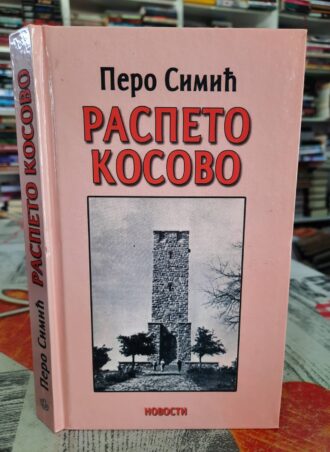 Перо Симић
РАСПЕТО
КОСОВО
НОВОСТИ
Перо Симић РАСПЕТО КОСОВО